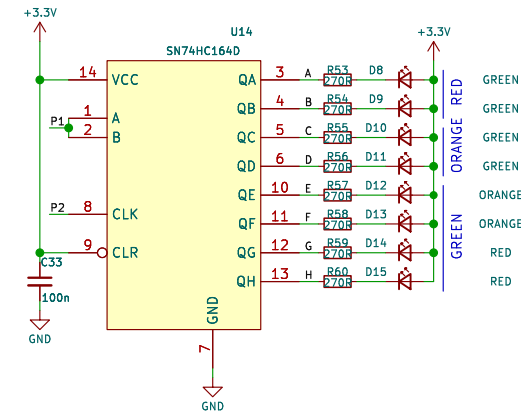 +3.3V
U14
+3.3V
SN74HC164D
14 VCC QA 3 A R53 270R D8 GREEN
QB 4 B R54 270R D9 GREEN
RED
P1 1 A
2 B QC 5 C R55 270R D10 GREEN
ORANGE
QD 6 D R56 270R D11 GREEN
QE 10 E R57 270R D12 ORANGE
P2 8 CLK QF 11 F R58 270R D13 ORANGE
GREEN
9 CLR QG 12 G R59 270R D14 RED
C33
100n
QH 13 H R60 270R D15 RED
GND
GND
7
GND